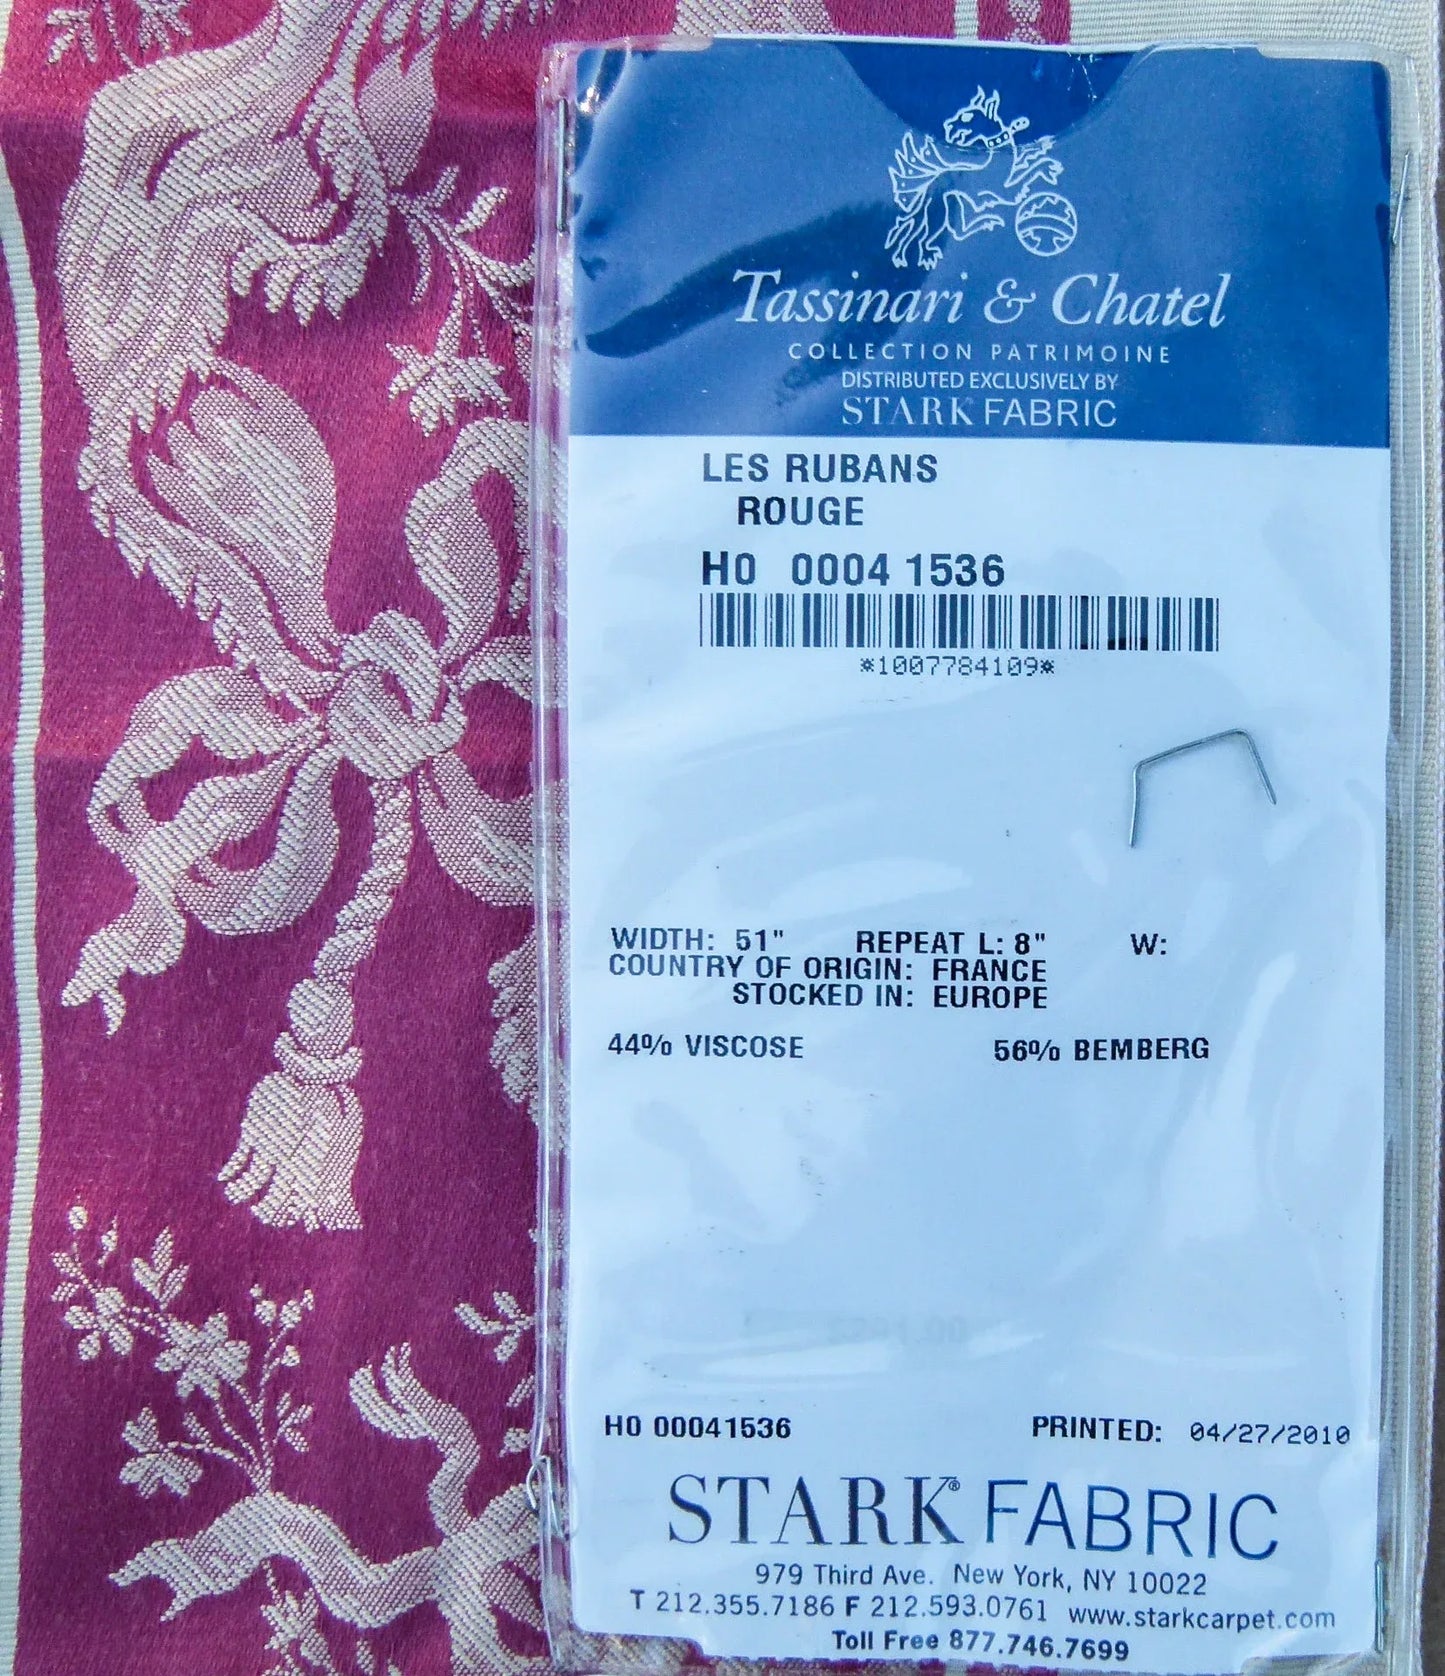 Tassinari & Chatel
COLLECTION PATRIMOINE
DISTRIBUTED EXCLUSIVELY BY
STARK FABRIC
LES RUBANS
ROUGE
H0 0004 1536
*1007784109*
WIDTH: 51" REPEAT L: 8" W:
COUNTRY OF ORIGIN: FRANCE
STOCKED IN: EUROPE
44% VISCOSE 56% BEMBERG
H0 00041536 PRINTED: 04/27/2010
STARK® FABRIC
979 Third Ave. New York, NY 10022
T 212.355.7186 F 212.593.0761 www.starkcarpet.com
Toll Free 877.746.7699